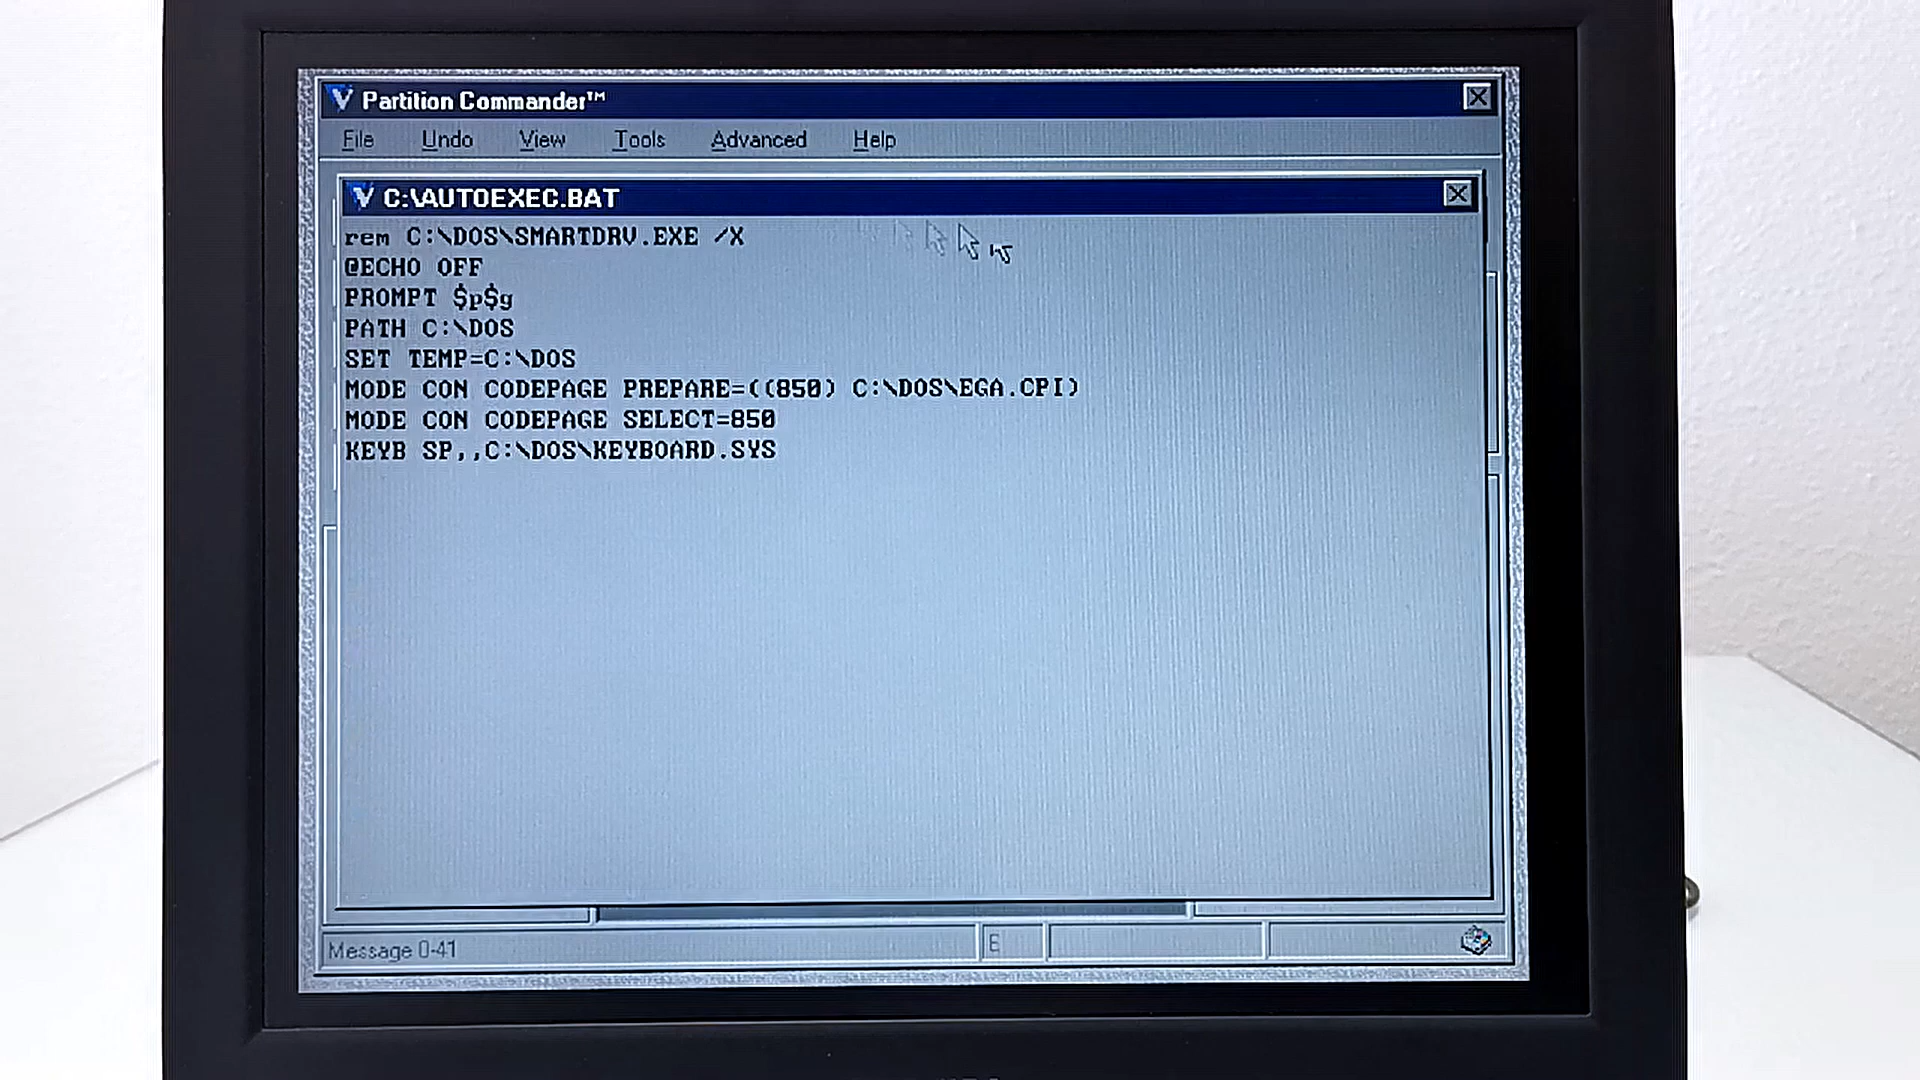 Partition Commander™
File Undo View Tools Advanced Help
C:\AUTOEXEC.BAT
rem C:\DOS\SMARTDRV.EXE /X
@ECHO OFF
PROMPT $p$g
PATH C:\DOS
SET TEMP=C:\DOS
MODE CON CODEPAGE PREPARE=((850) C:\DOS\EGA.CPI)
MODE CON CODEPAGE SELECT=850
KEYB SP,,C:\DOS\KEYBOARD.SYS
Message 0-41